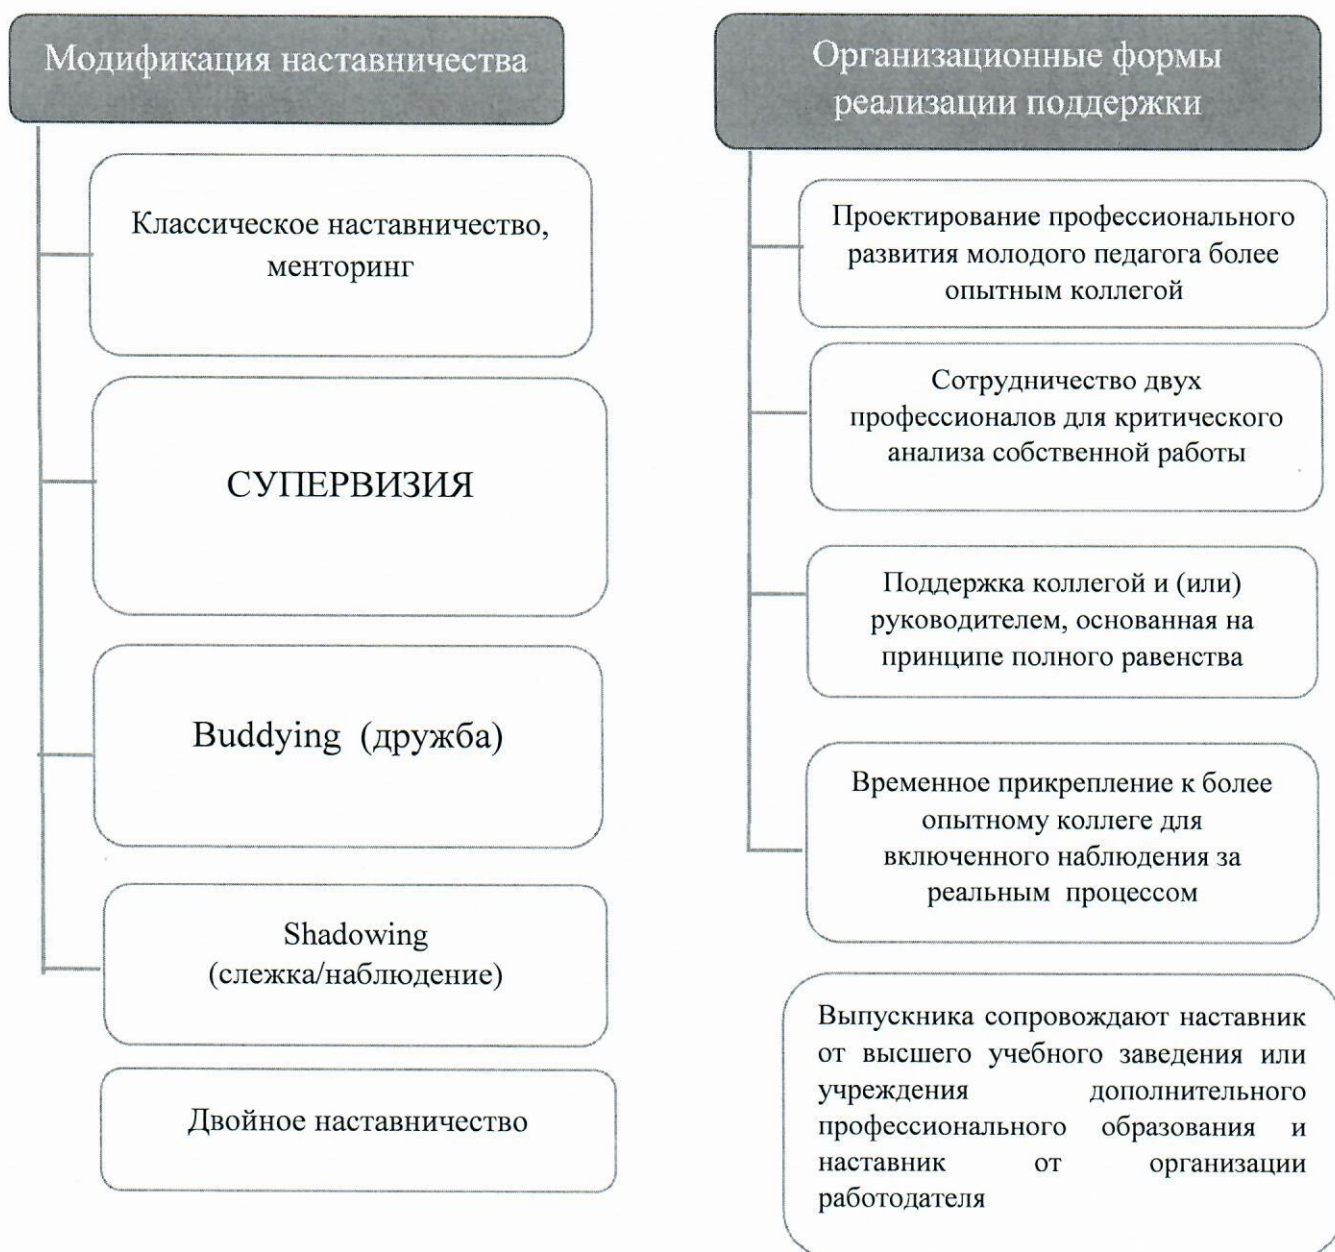 Модификация наставничества
Классическое наставничество,
менторинг
СУПЕРВИЗИЯ
Buddying (дружба)
Shadowing
(слежка/наблюдение)
Двойное наставничество
Организационные формы
реализации поддержки
Проектирование профессионального
развития молодого педагога более
опытным коллегой
Сотрудничество двух
профессионалов для критического
анализа собственной работы
Поддержка коллегой и (или)
руководителем, основанная на
принципе полного равенства
Временное прикрепление к более
опытному коллеге для
включенного наблюдения за
реальным процессом
Выпускника сопровождают наставник
от высшего учебного заведения или
учреждения дополнительного
профессионального образования и
наставник от организации
работодателя